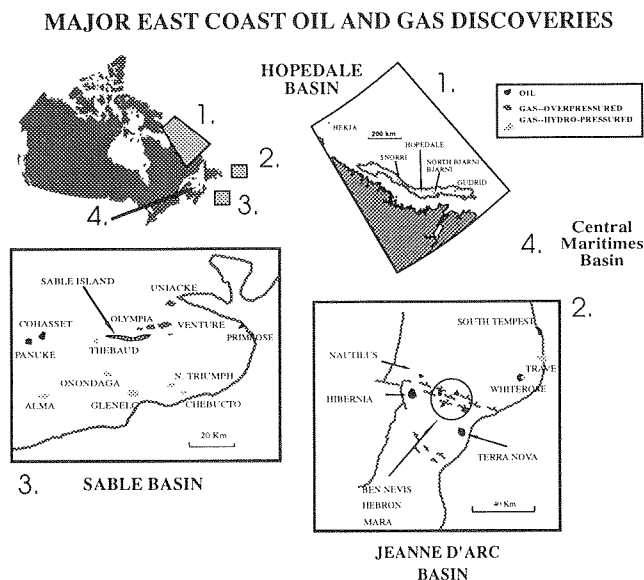 MAJOR EAST COAST OIL AND GAS DISCOVERIES
HOPEDALE
BASIN
1.
1.
2.
3.
4.
OIL
GAS--OVERPRESSURED
GAS--HYDRO-PRESSURED
HEKJA
200 km
SNORRI
HOPEDALE
NORTH BJARNI
BJARNI
GUDRID
4.
Central
Maritimes
Basin
SABLE ISLAND
UNIACKE
OLYMPIA
VENTURE
COHASSET
PRIMROSE
PANUKE
THEBAUD
ONONDAGA
N. TRIUMPH
ALMA
GLENELG
CHEBUCTO
20 Km
3.
SABLE BASIN
2.
SOUTH TEMPEST
NAUTILUS
TRAVE
WHITEROSE
HIBERNIA
TERRA NOVA
BEN NEVIS
HEBRON
MARA
40 Km
JEANNE D'ARC
BASIN